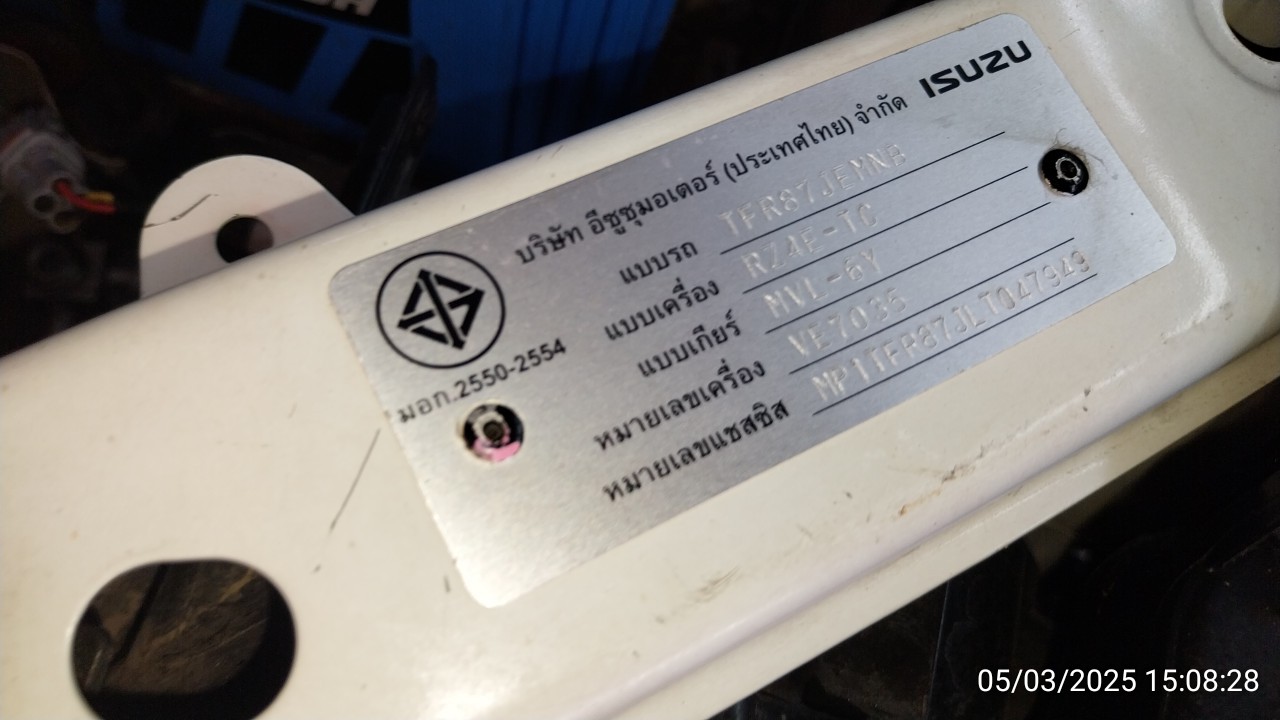 ISUZU
บริษัท อีซูซุมอเตอร์ (ประเทศไทย) จำกัด
แบบรถ TFR87JEMNB
แบบเครื่อง RZ4E-TC
แบบเกียร์ MVL-6Y
หมายเลขเครื่อง VE7035
หมายเลขแชสซิส MP1TFR87JLT047949
มอก.2550-2554
05/03/2025 15:08:28